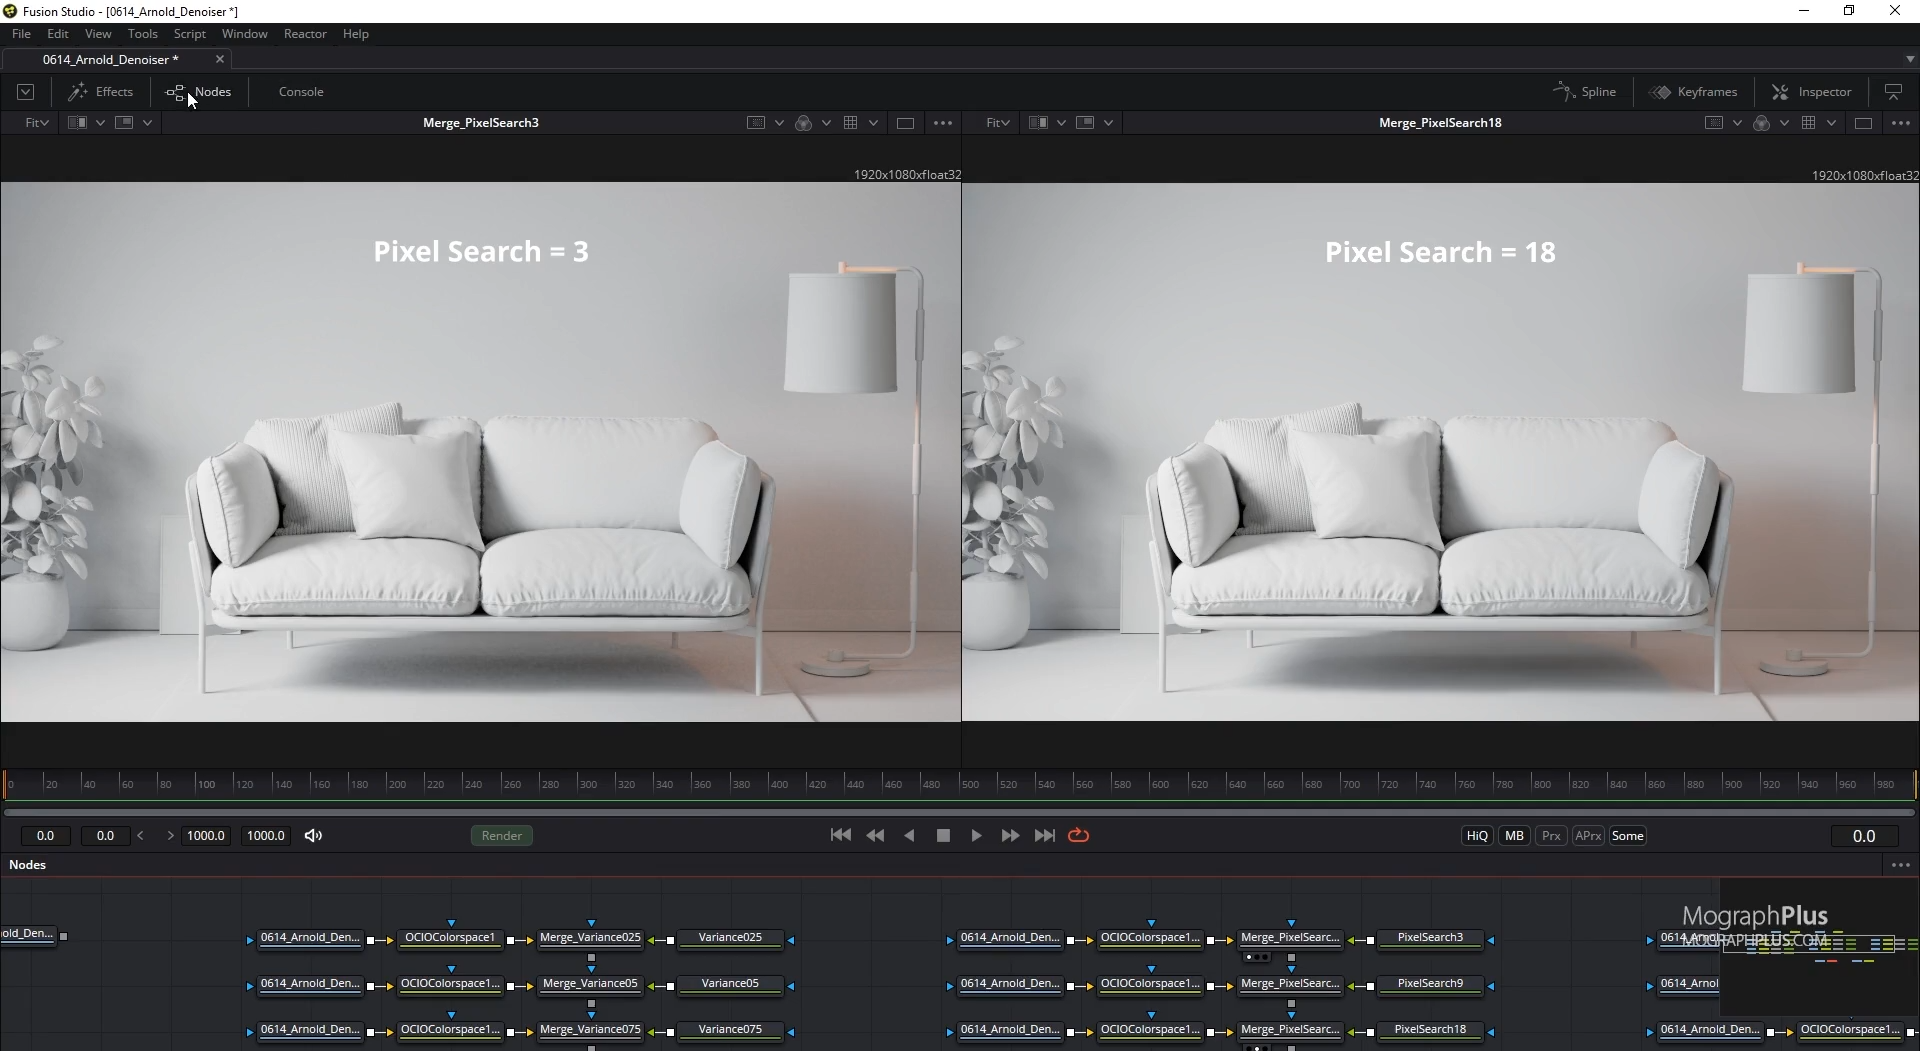 Fusion Studio - [0614_Arnold_Denoiser *]
File Edit View Tools Script Window Reactor Help
0614_Arnold_Denoiser *
Effects Nodes Console Spline Keyframes Inspector
Fit Merge_PixelSearch3 Fit Merge_PixelSearch18
1920x1080xfloat32 1920x1080xfloat32
Pixel Search = 3 Pixel Search = 18
0 20 40 60 80 100 120 140 160 180 200 220 240 260 280 300 320 340 360 380 400 420 440 460 480 500 520 540 560 580 600 620 640 660 680 700 720 740 760 780 800 820 840 860 880 900 920 940 960 980
0.0 0.0 < > 1000.0 1000.0 Render HiQ MB Prx APrx Some 0.0
Nodes
MographPlus
old_Den... 0614_Arnold_Den... OCIOColorspace1 Merge_Variance025 Variance025 0614_Arnold_Den... OCIOColorspace1... Merge_PixelSearc... PixelSearch3
MOGRAPHPLUS.COM
0614_Arnold_Den... OCIOColorspace1... Merge_Variance05 Variance05 0614_Arnold_Den... OCIOColorspace1... Merge_PixelSearc... PixelSearch9 0614_Arnol
0614_Arnold_Den... OCIOColorspace1... Merge_Variance075 Variance075 0614_Arnold_Den... OCIOColorspace1... Merge_PixelSearc... PixelSearch18 0614_Arnold_Den... OCIOColorspace1...